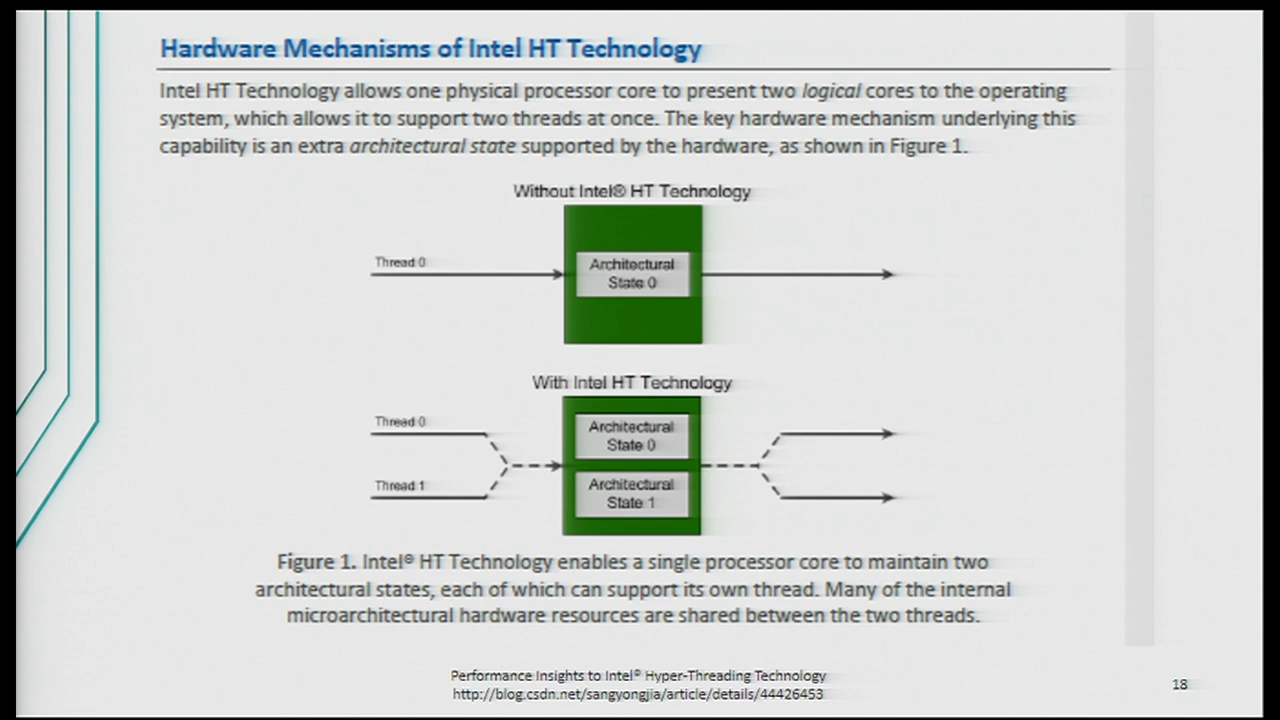 Hardware Mechanisms of Intel HT Technology
Intel HT Technology allows one physical processor core to present two logical cores to the operating
system, which allows it to support two threads at once. The key hardware mechanism underlying this
capability is an extra architectural state supported by the hardware, as shown in Figure 1.
Without Intel® HT Technology
Thread 0
Architectural
State 0
With Intel HT Technology
Thread 0
Architectural
State 0
Thread 1
Architectural
State 1
Figure 1. Intel® HT Technology enables a single processor core to maintain two
architectural states, each of which can support its own thread. Many of the internal
microarchitectural hardware resources are shared between the two threads.
Performance Insights to Intel® Hyper-Threading Technology
http://blog.csdn.net/sangyongjia/article/details/44426453
18